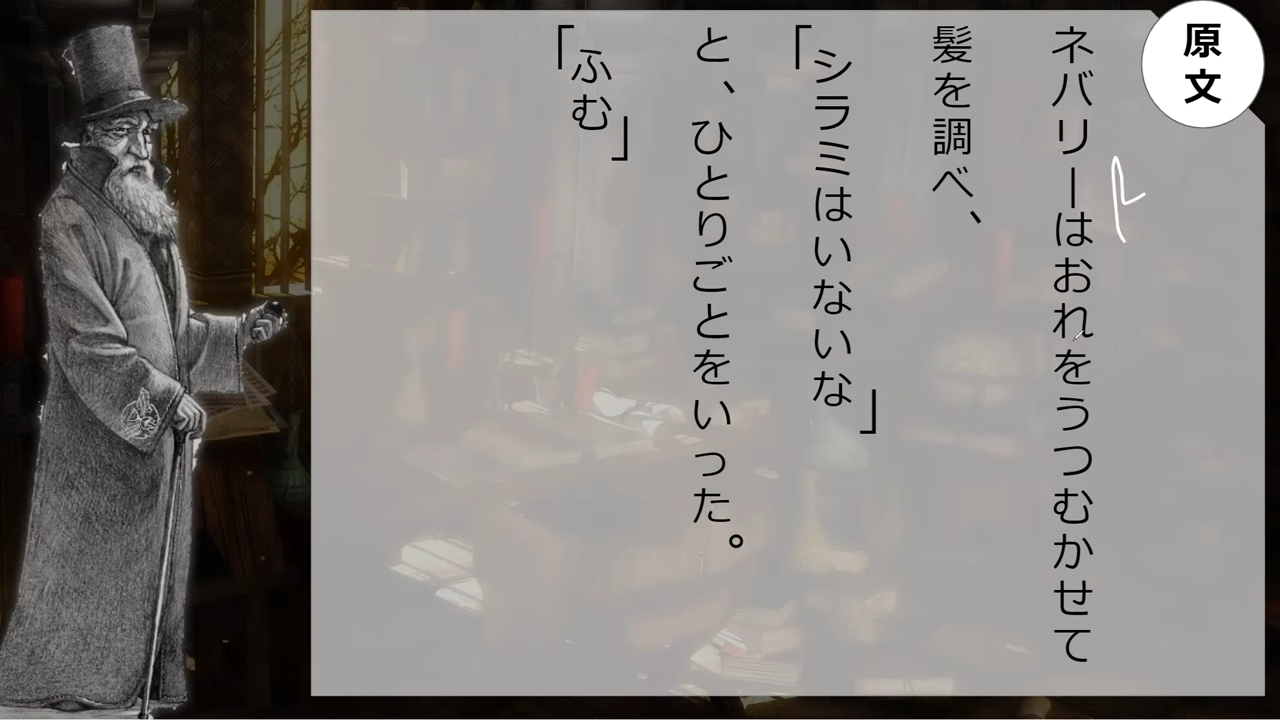 原文
ネバリーはおれをうつむかせて
髪を調べ、
「シラミはいないな」
と、ひとりごとをいった。
「ふむ」